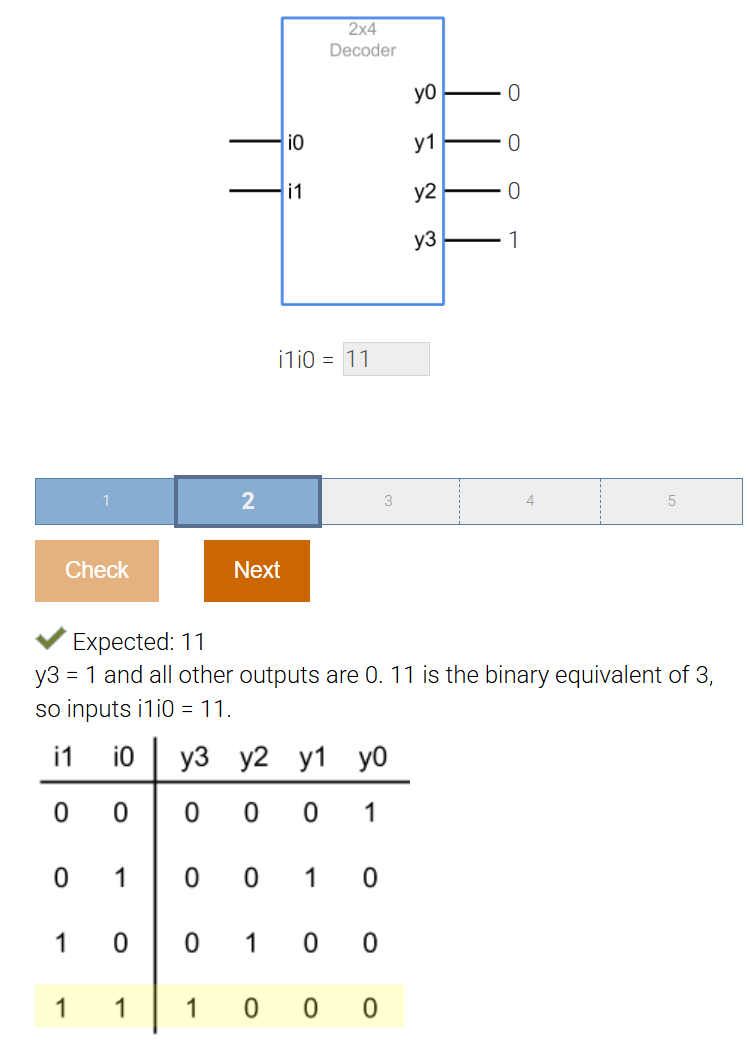 2x4
Decoder
y0 0
i0 y1 0
i1 y2 0
y3 1
i1i0 = 11
1 2 3 4 5
Check Next
Expected: 11
y3 = 1 and all other outputs are 0. 11 is the binary equivalent of 3,
so inputs i1i0 = 11.
i1 i0 y3 y2 y1 y0
0 0 0 0 0 1
0 1 0 0 1 0
1 0 0 1 0 0
1 1 1 0 0 0